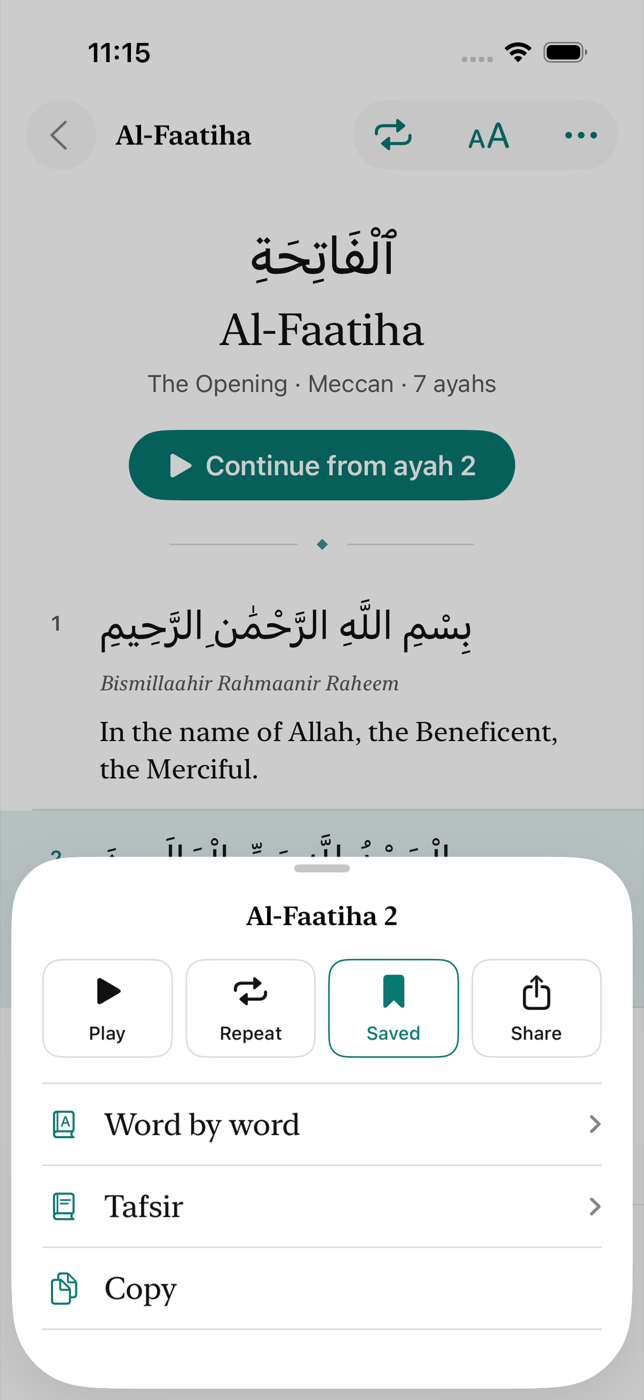 11:15
Al-Faatiha
AA
ٱلْفَاتِحَةِ
Al-Faatiha
The Opening · Meccan · 7 ayahs
Continue from ayah 2
1
بِسْمِ اللَّهِ الرَّحْمَٰنِ الرَّحِيمِ
Bismillaahir Rahmaanir Raheem
In the name of Allah, the Beneficent,
the Merciful.
2
Al-Faatiha 2
Play
Repeat
Saved
Share
Word by word
Tafsir
Copy